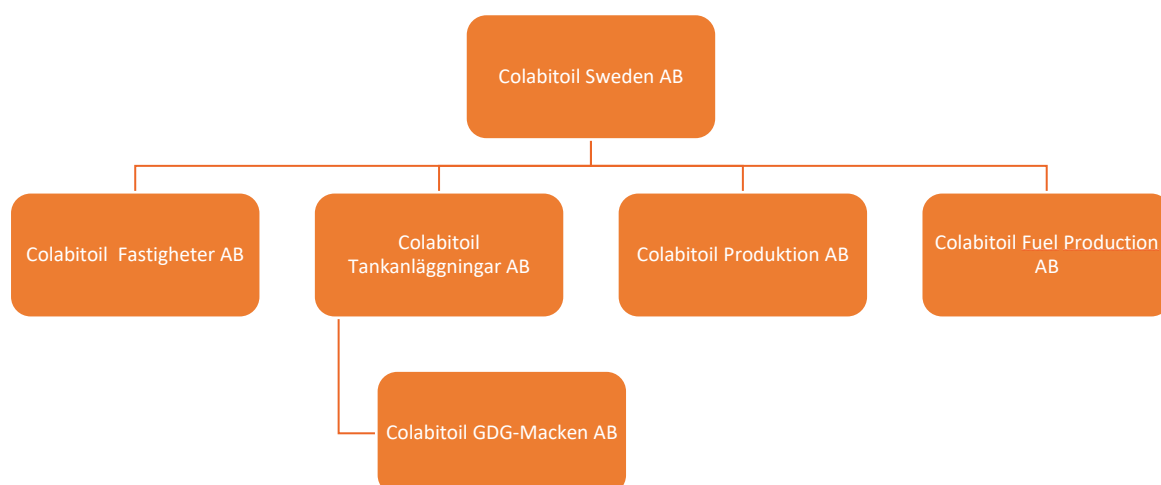 Colabitoil Sweden AB
Colabitoil  Fastigheter AB
Colabitoil
Tankanläggningar AB
Colabitoil Produktion AB
Colabitoil Fuel Production
AB
Colabitoil GDG-Macken AB